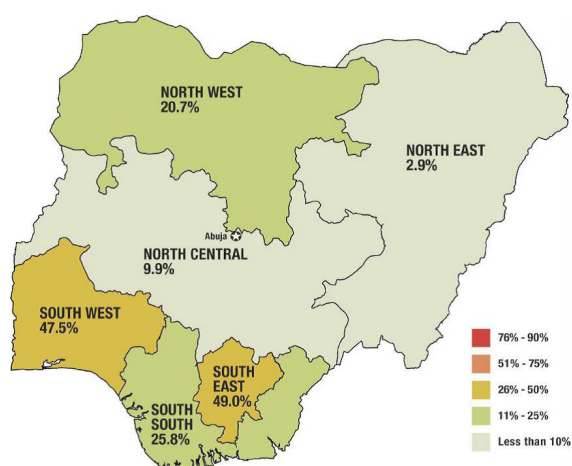 NORTH WEST
20.7%
NORTH EAST
2.9%
Abuja
NORTH CENTRAL
9.9%
SOUTH WEST
47.5%
SOUTH
EAST
49.0%
SOUTH
SOUTH
25.8%
76% - 90%
51% - 75%
26% - 50%
11% - 25%
Less than 10%